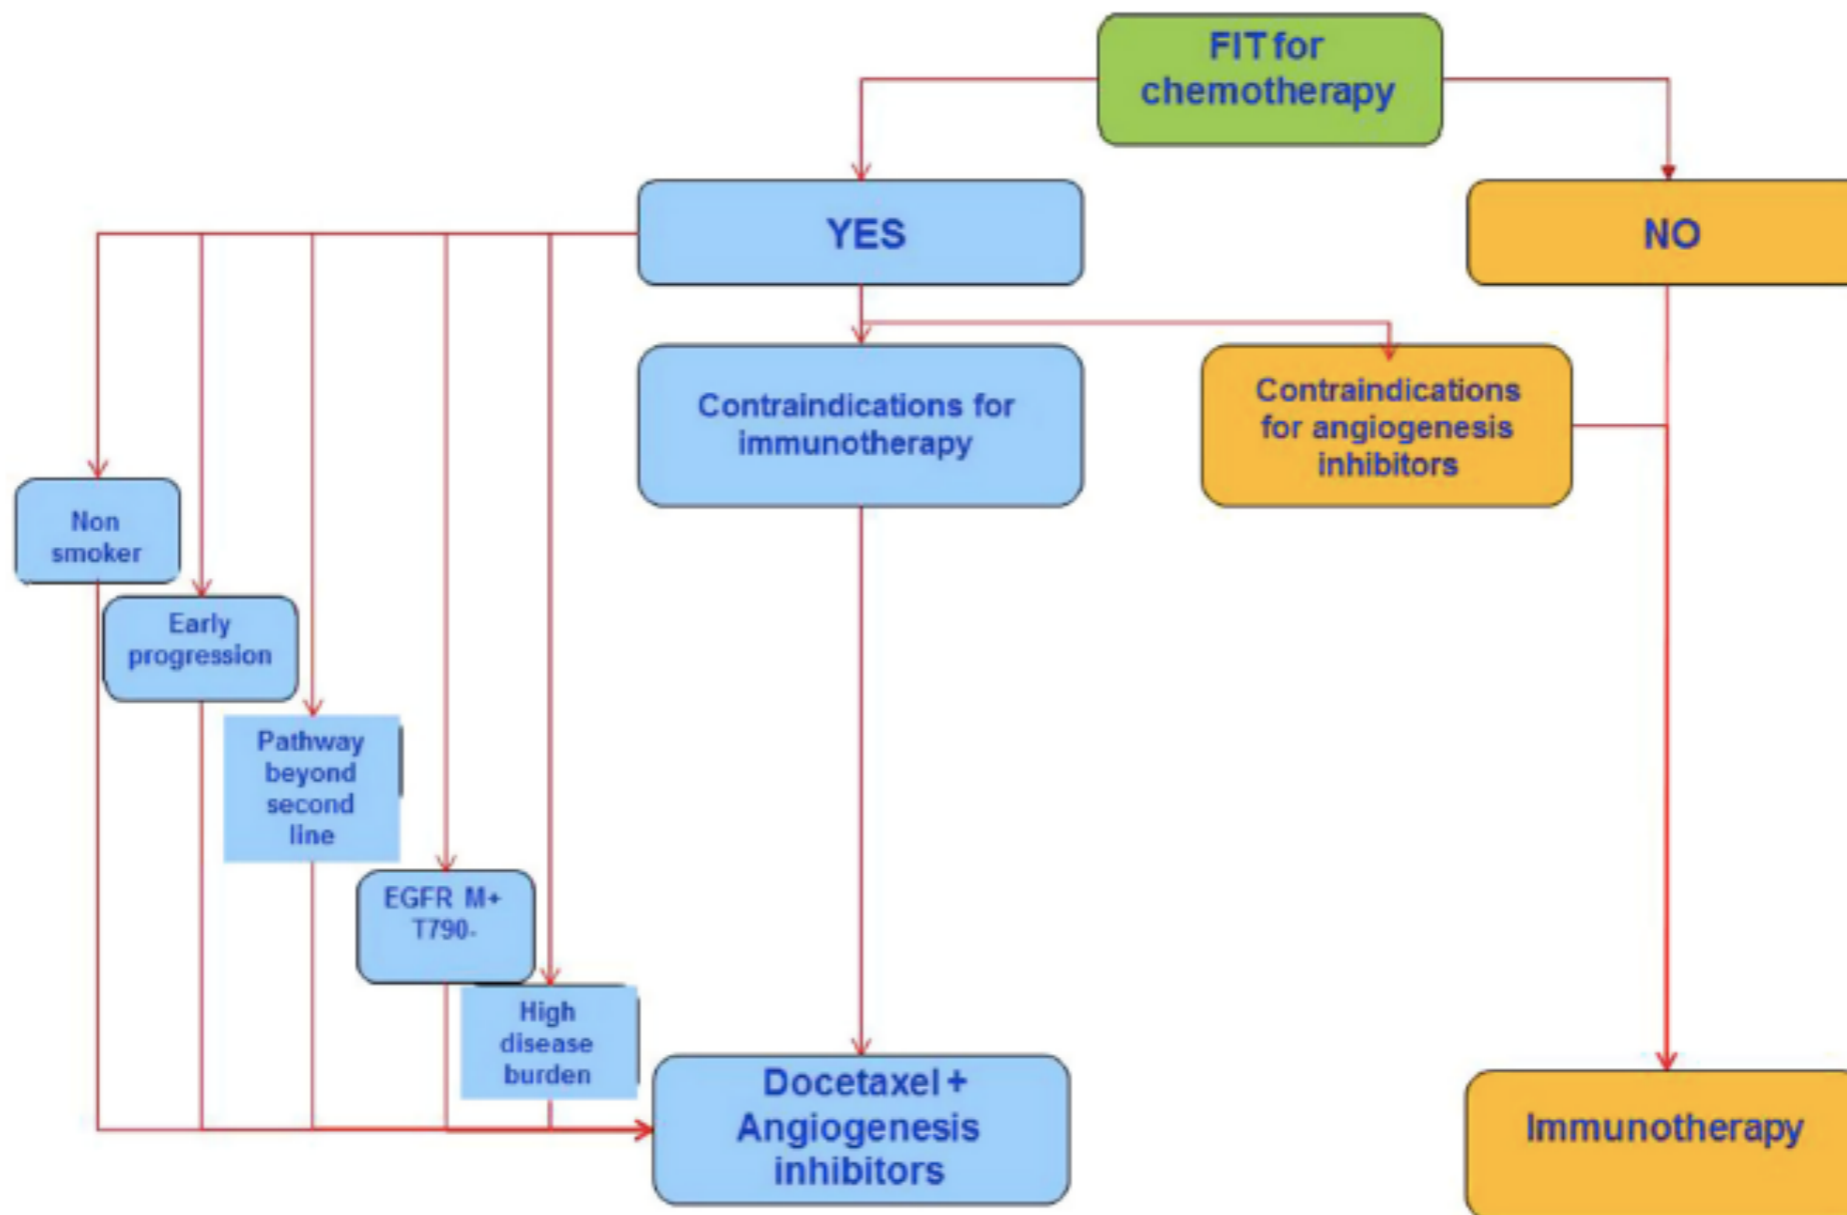 FIT for
chemotherapy
YES
NO
Contraindications for
immunotherapy
Contraindications
for angiogenesis
inhibitors
Non
smoker
Early
progression
Pathway
beyond
second
line
EGFR M+
T790-
High
disease
burden
Docetaxel +
Angiogenesis
inhibitors
Immunotherapy